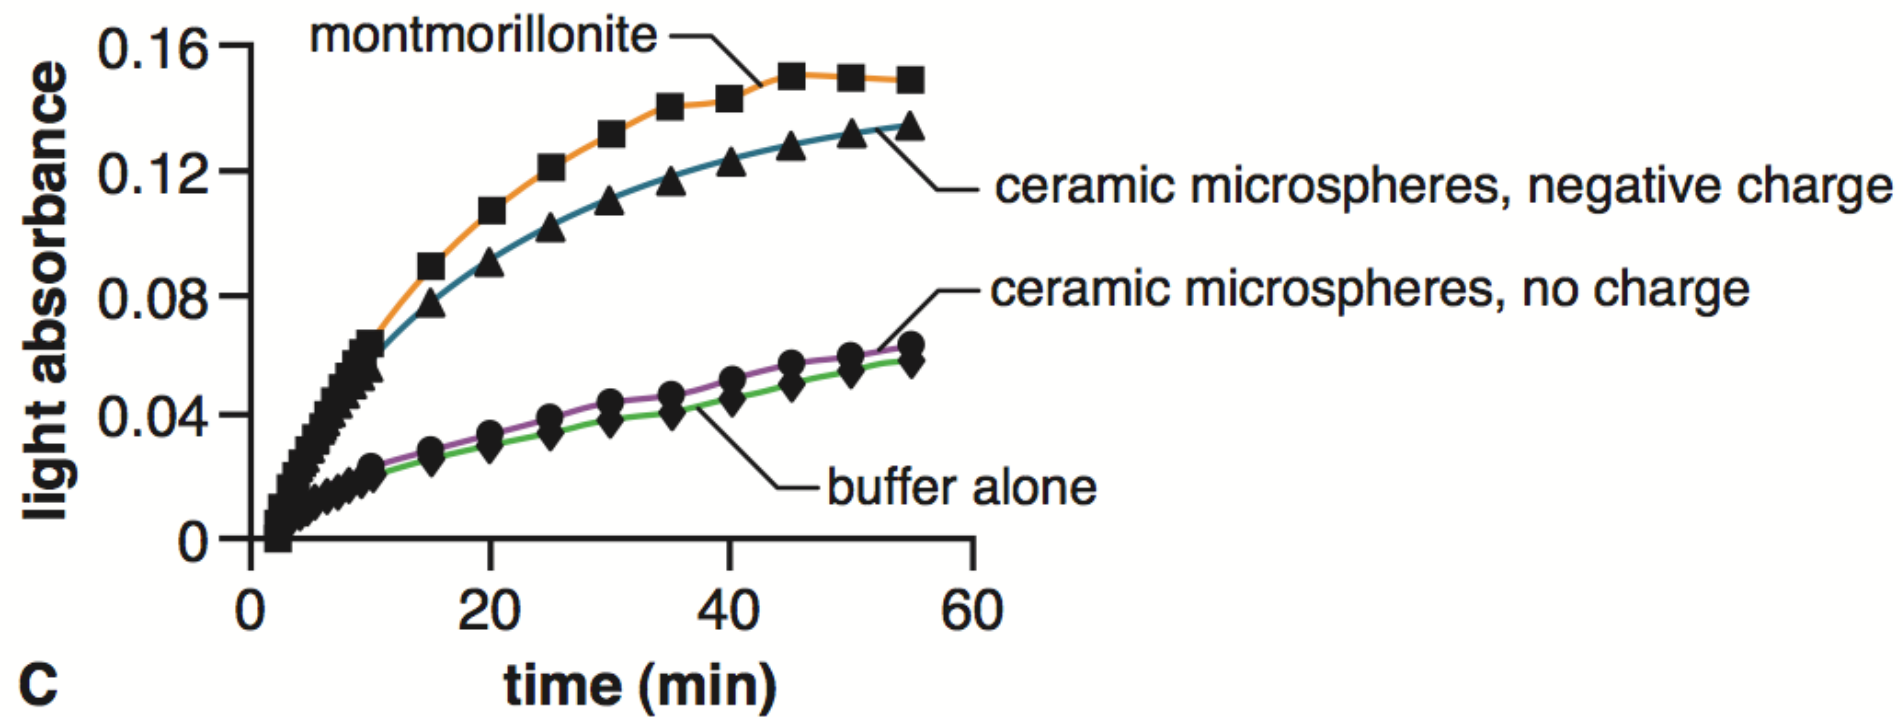 montmorillonite
0.16
0.12
0.08
0.04
0
light absorbance
ceramic microspheres, negative charge
ceramic microspheres, no charge
buffer alone
0 20 40 60
time (min)
C